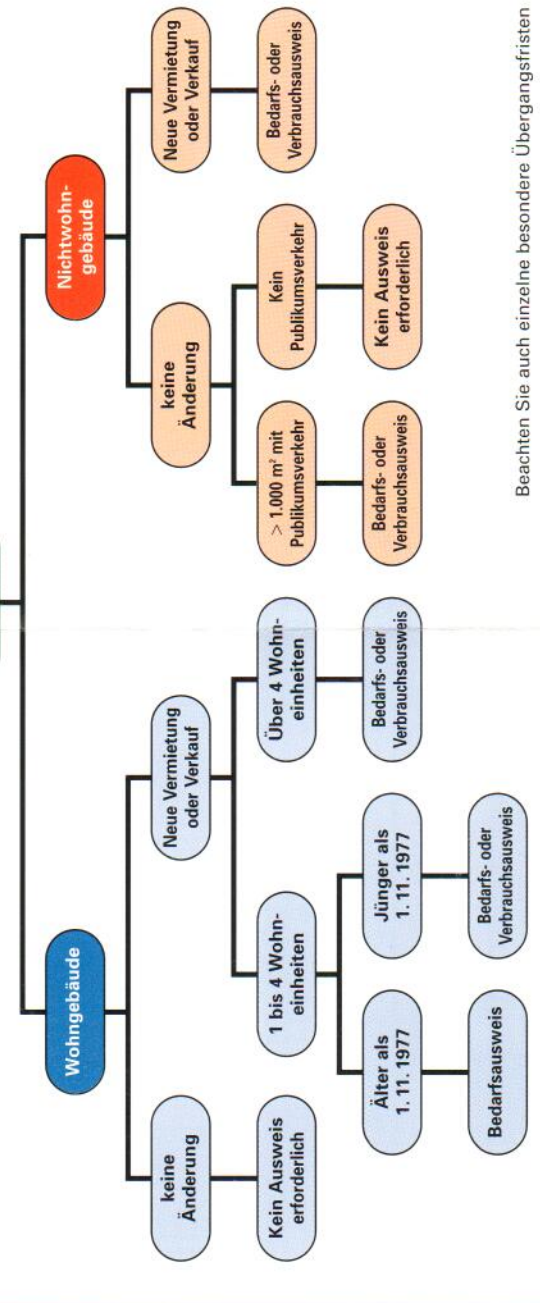 Wohngebäude
Nichtwohn-
gebäude
keine
Änderung
Neue Vermietung
oder Verkauf
keine
Änderung
Neue Vermietung
oder Verkauf
Kein Ausweis
erforderlich
1 bis 4 Wohn-
einheiten
Über 4 Wohn-
einheiten
> 1.000 m² mit
Publikumsverkehr
Kein
Publikumsverkehr
Bedarfs- oder
Verbrauchsausweis
Älter als
1. 11. 1977
Jünger als
1. 11. 1977
Bedarfs- oder
Verbrauchsausweis
Bedarfs- oder
Verbrauchsausweis
Kein Ausweis
erforderlich
Bedarfsausweis
Bedarfs- oder
Verbrauchsausweis
Beachten Sie auch einzelne besondere Übergangsfristen